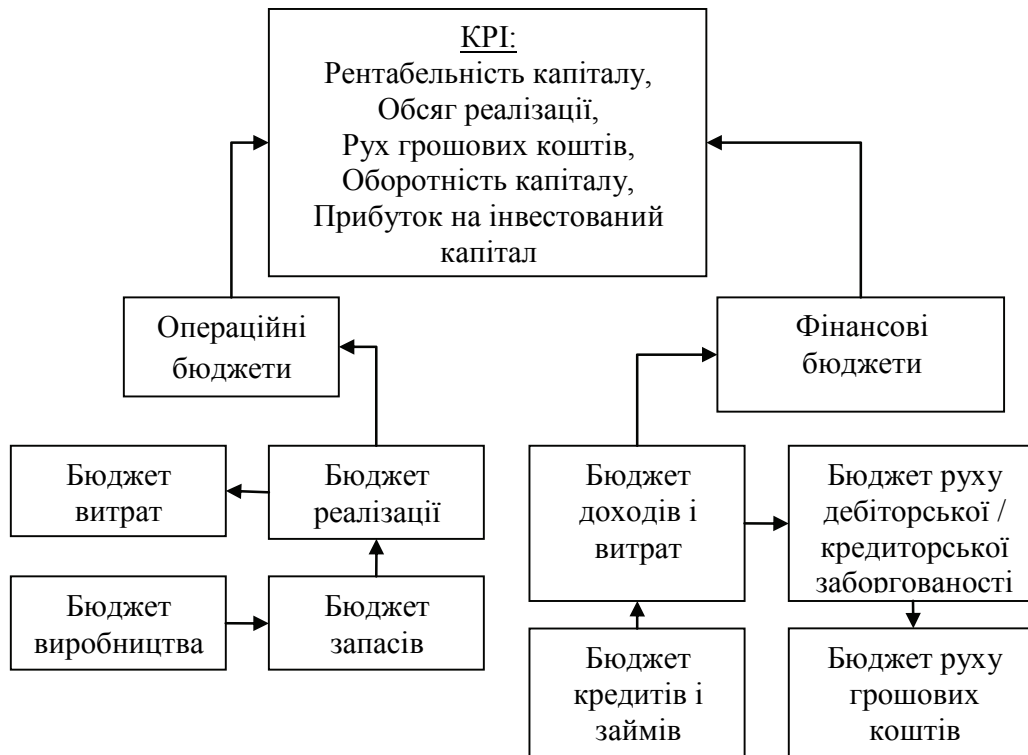 КРІ:
Рентабельність капіталу,
Обсяг реалізації,
Рух грошових коштів,
Оборотність капіталу,
Прибуток на інвестований
капітал
Операційні
бюджети
Фінансові
бюджети
Бюджет
витрат
Бюджет
реалізації
Бюджет
доходів і
витрат
Бюджет руху
дебіторської /
кредиторської
заборгованості
Бюджет
виробництва
Бюджет
запасів
Бюджет
кредитів і
займів
Бюджет руху
грошових
коштів